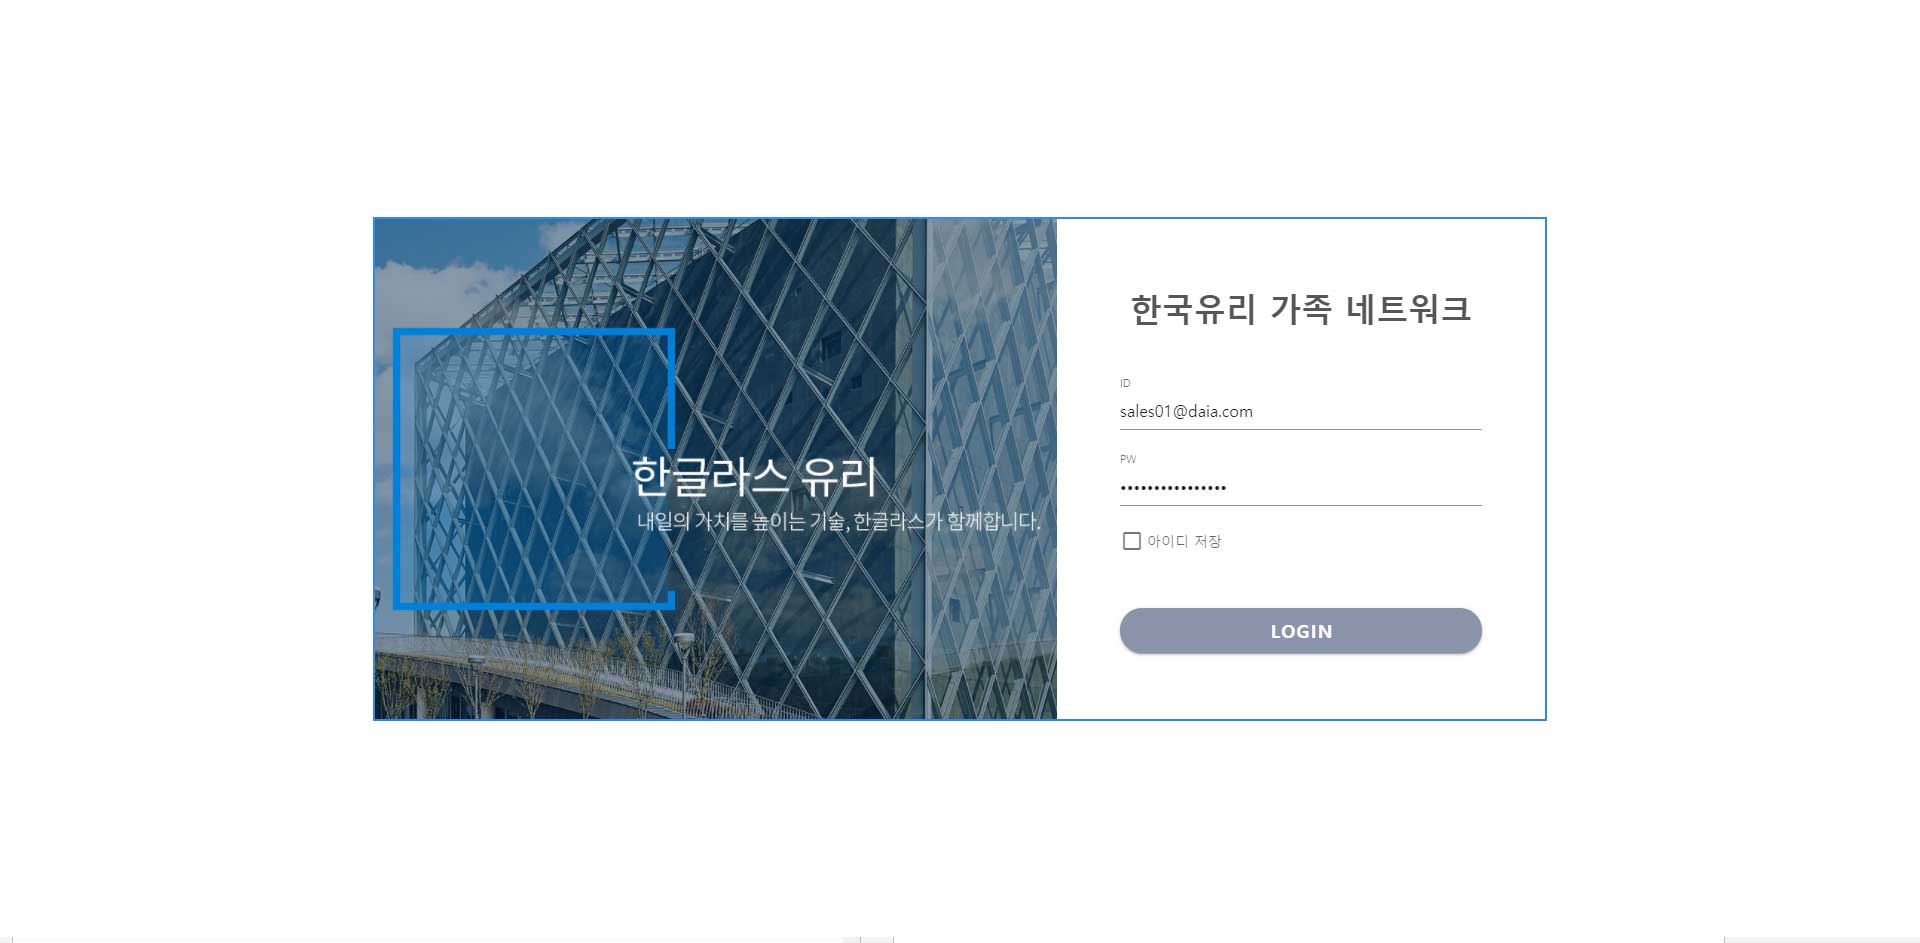 한글라스 유리
내일의 가치를 높이는 기술, 한글라스가 함께합니다.
한국유리 가족 네트워크
ID
sales01@daia.com
PW
••••••••••••••••
아이디 저장
LOGIN